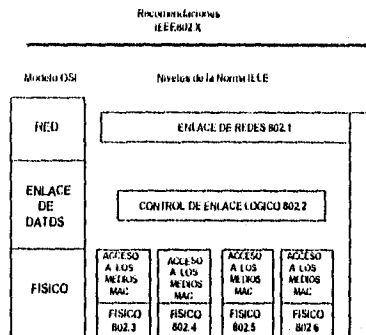 Recomendaciones
IEEE802.X
Modelo OSI
Niveles de la Norma IEEE
RED
ENLACE DE REDES 802.1
ENLACE
DE
DATOS
CONTROL DE ENLACE LOGICO 802.2
FISICO
ACCESO
A LOS
MEDIOS
MAC
FISICO
802.3
ACCESO
A LOS
MEDIOS
MAC
FISICO
802.4
ACCESO
A LOS
MEDIOS
MAC
FISICO
802.5
ACCESO
A LOS
MEDIOS
MAC
FISICO
802.6